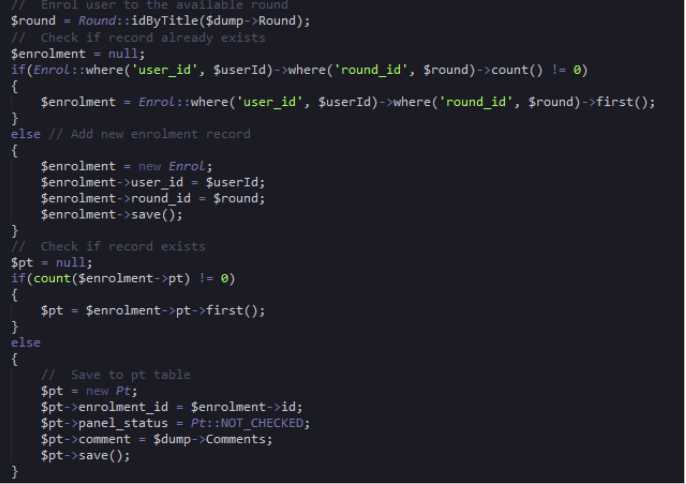 //  Enrol user to the available round
$round = Round::idByTitle($dump->Round);
//  Check if record already exists
$enrolment = null;
if(Enrol::where('user_id', $userId)->where('round_id', $round)->count() != 0)
{
    $enrolment = Enrol::where('user_id', $userId)->where('round_id', $round)->first();
}
else // Add new enrolment record
{
    $enrolment = new Enrol;
    $enrolment->user_id = $userId;
    $enrolment->round_id = $round;
    $enrolment->save();
}
//  Check if record exists
$pt = null;
if(count($enrolment->pt) != 0)
{
    $pt = $enrolment->pt->first();
}
else
{
    //  Save to pt table
    $pt = new Pt;
    $pt->enrolment_id = $enrolment->id;
    $pt->panel_status = Pt::NOT_CHECKED;
    $pt->comment = $dump->Comments;
    $pt->save();
}